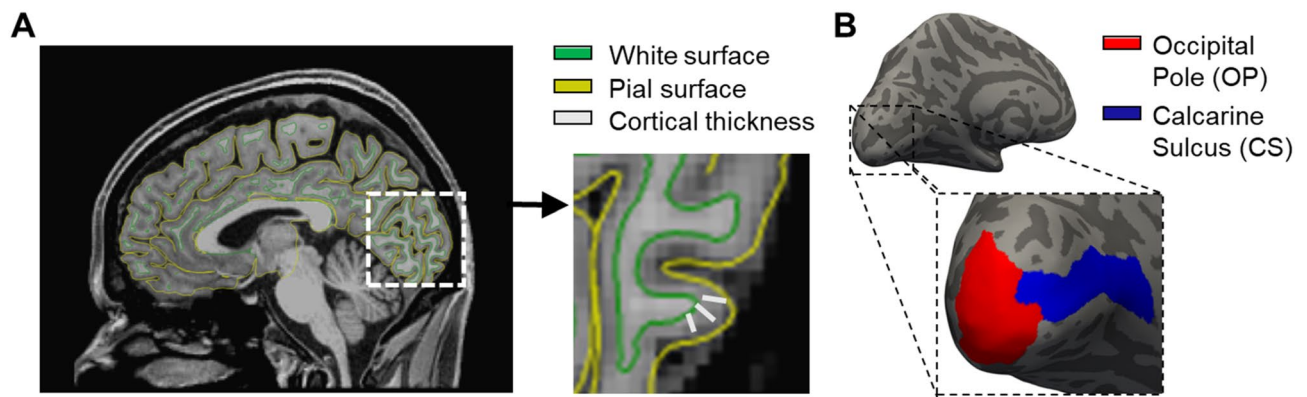 A
White surface
Pial surface
Cortical thickness
B
Occipital
Pole (OP)
Calcarine
Sulcus (CS)